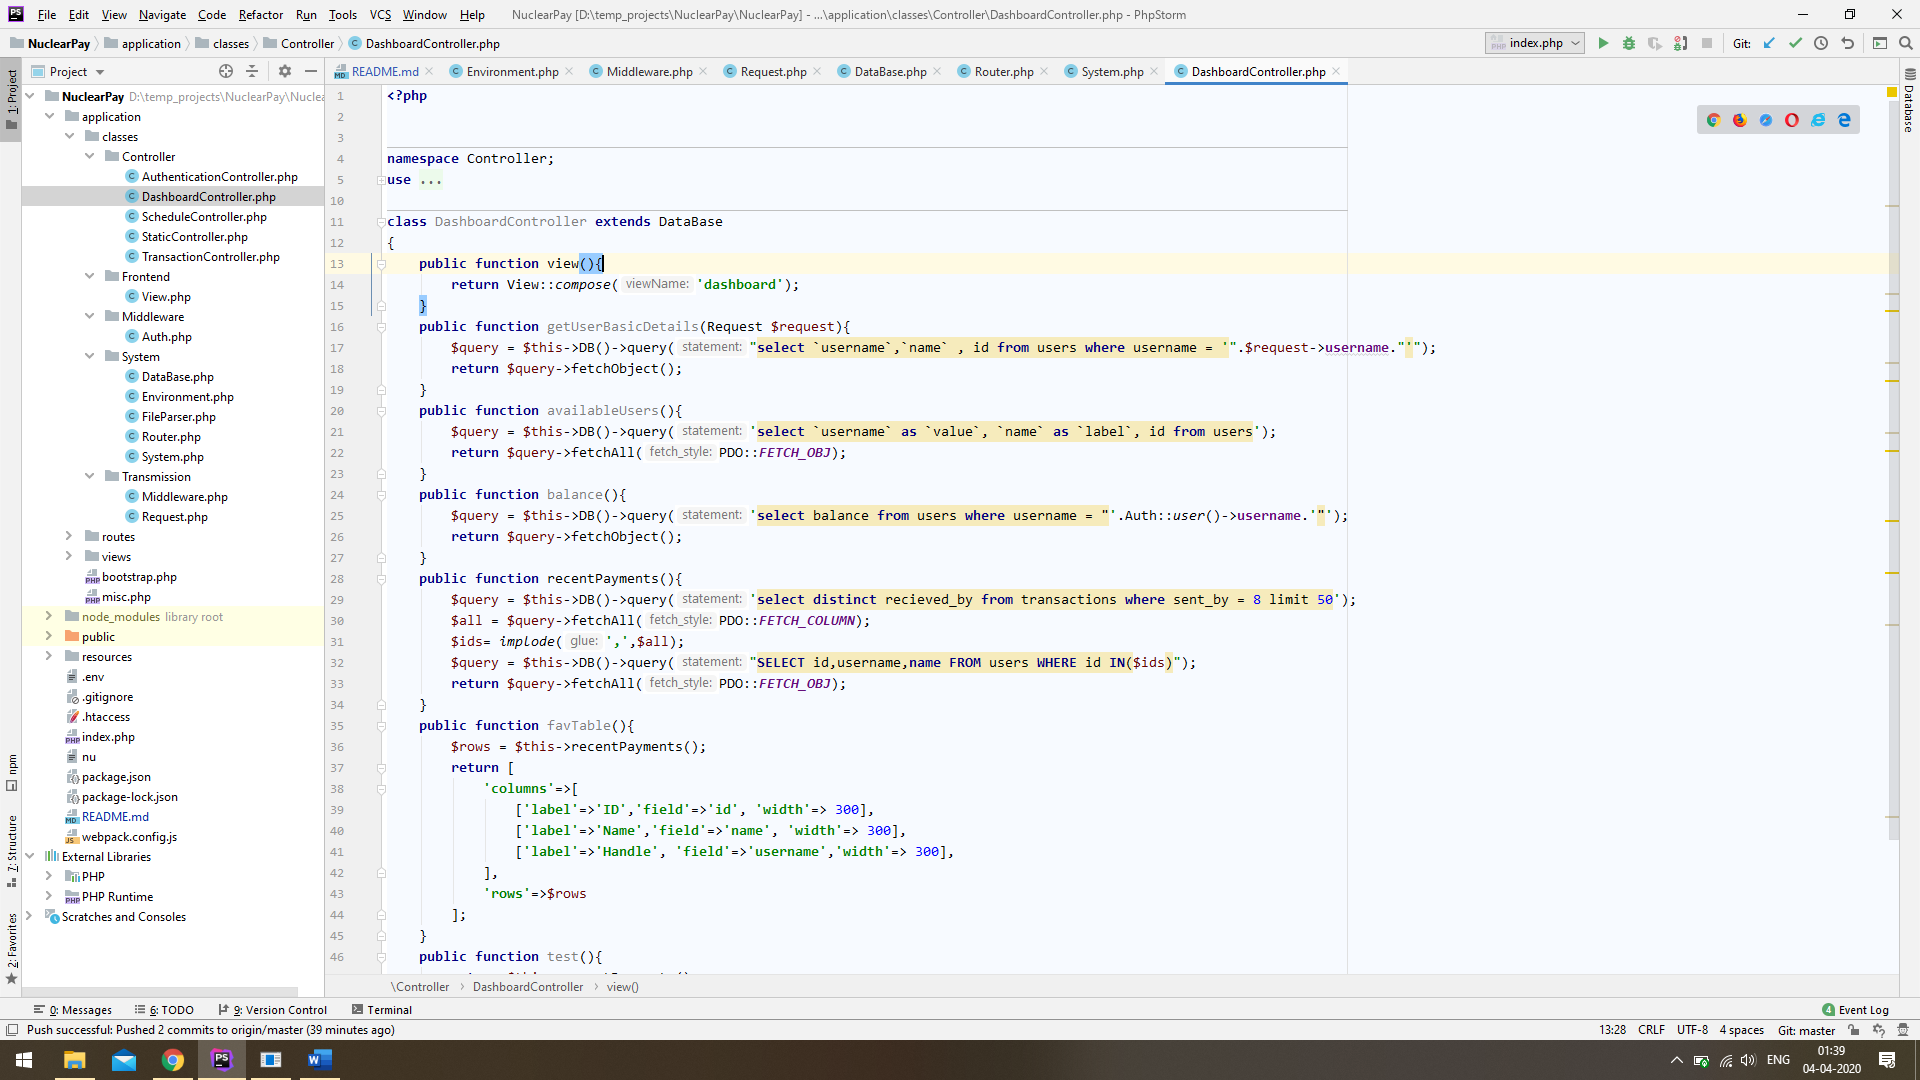 File Edit View Navigate Code Refactor Run Tools VCS Window Help NuclearPay [D:\temp_projects\NuclearPay\NuclearPay] - ...\application\classes\Controller\DashboardController.php - PhpStorm
NuclearPay application classes Controller DashboardController.php index.php Git:
Project README.md Environment.php Middleware.php Request.php DataBase.php Router.php System.php DashboardController.php
1: Project
7: Structure
npm
2: Favorites
Database
NuclearPay D:\temp_projects\NuclearPay\Nuclea
application
classes
Controller
AuthenticationController.php
DashboardController.php
ScheduleController.php
StaticController.php
TransactionController.php
Frontend
View.php
Middleware
Auth.php
System
DataBase.php
Environment.php
FileParser.php
Router.php
System.php
Transmission
Middleware.php
Request.php
routes
views
bootstrap.php
misc.php
node_modules library root
public
resources
.env
.gitignore
.htaccess
index.php
nu
package.json
package-lock.json
README.md
webpack.config.js
External Libraries
PHP
PHP Runtime
Scratches and Consoles
1 <?php
2
3
4 namespace Controller;
5 use ...
10
11 class DashboardController extends DataBase
12 {
13 public function view(){
14 return View::compose( viewName: 'dashboard');
15 }
16 public function getUserBasicDetails(Request $request){
17 $query = $this->DB()->query( statement: "select `username`,`name` , id from users where username = '".$request->username."'");
18 return $query->fetchObject();
19 }
20 public function availableUsers(){
21 $query = $this->DB()->query( statement: 'select `username` as `value`, `name` as `label`, id from users');
22 return $query->fetchAll( fetch_style: PDO::FETCH_OBJ);
23 }
24 public function balance(){
25 $query = $this->DB()->query( statement: 'select balance from users where username = "'.Auth::user()->username.'"');
26 return $query->fetchObject();
27 }
28 public function recentPayments(){
29 $query = $this->DB()->query( statement: 'select distinct recieved_by from transactions where sent_by = 8 limit 50');
30 $all = $query->fetchAll( fetch_style: PDO::FETCH_COLUMN);
31 $ids= implode( glue: ',',$all);
32 $query = $this->DB()->query( statement: "SELECT id,username,name FROM users WHERE id IN($ids)");
33 return $query->fetchAll( fetch_style: PDO::FETCH_OBJ);
34 }
35 public function favTable(){
36 $rows = $this->recentPayments();
37 return [
38 'columns'=>[
39 ['label'=>'ID','field'=>'id', 'width'=> 300],
40 ['label'=>'Name','field'=>'name', 'width'=> 300],
41 ['label'=>'Handle', 'field'=>'username','width'=> 300],
42 ],
43 'rows'=>$rows
44 ];
45 }
46 public function test(){
\Controller DashboardController view()
0: Messages 6: TODO 9: Version Control Terminal 4 Event Log
Push successful: Pushed 2 commits to origin/master (39 minutes ago) 13:28 CRLF UTF-8 4 spaces Git: master
ENG 01:39
04-04-2020